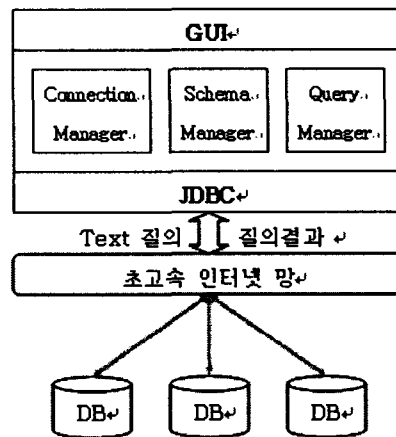 GUI
Connection Schema Query
Manager Manager Manager
JDBC
Text 질의 질의결과
초고속 인터넷 망
DB DB DB